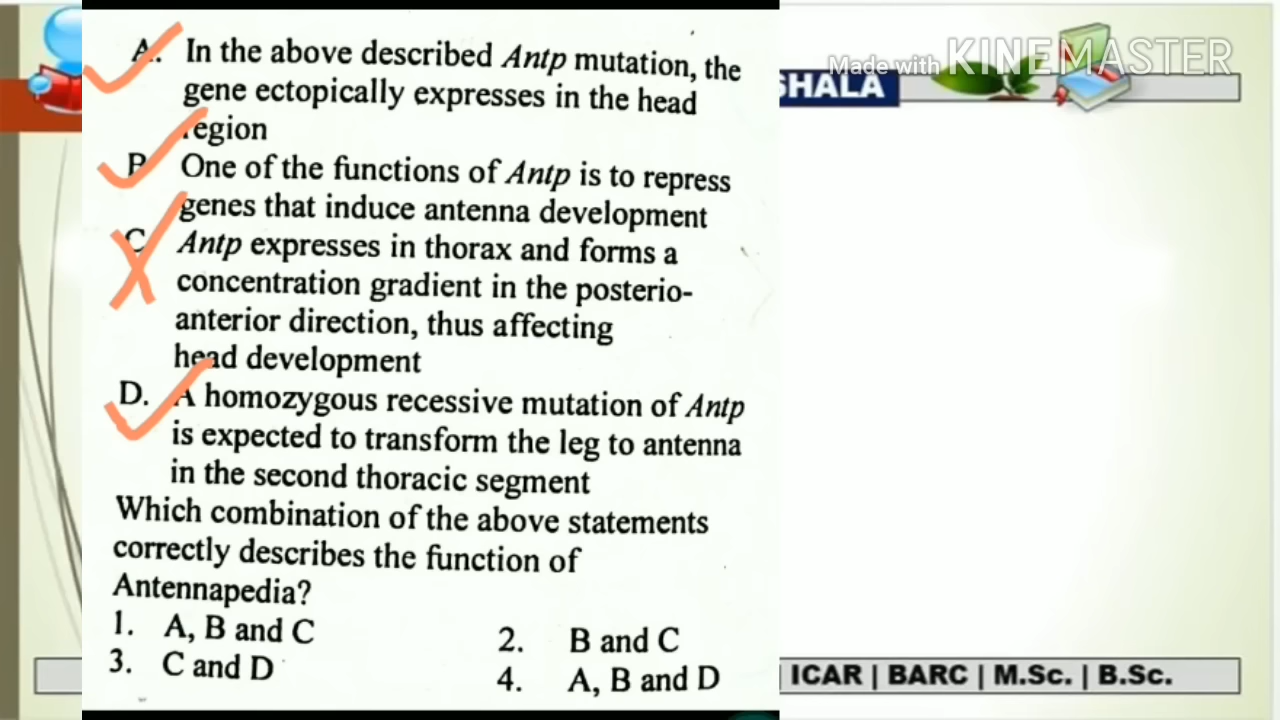 A. In the above described Antp mutation, the
gene ectopically expresses in the head
region
B. One of the functions of Antp is to repress
genes that induce antenna development
C. Antp expresses in thorax and forms a
concentration gradient in the posterio-
anterior direction, thus affecting
head development
D. A homozygous recessive mutation of Antp
is expected to transform the leg to antenna
in the second thoracic segment
Which combination of the above statements
correctly describes the function of
Antennapedia?
1. A, B and C
2. B and C
3. C and D
4. A, B and D
Made with KINEMASTER
SHALA
| ICAR | BARC | M.Sc. | B.Sc.